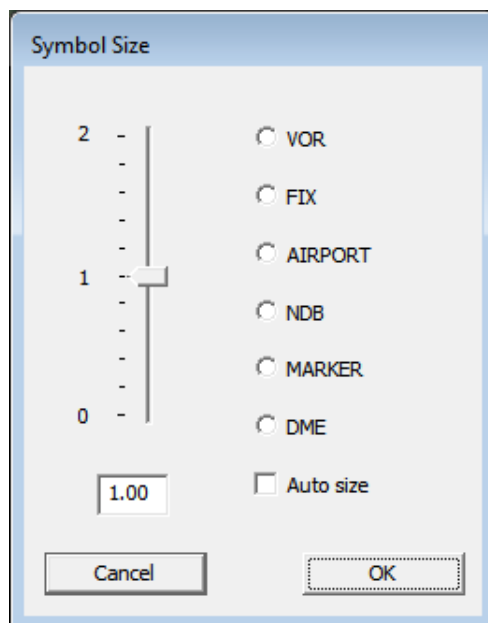 Symbol Size
2
1
0
1.00
VOR
FIX
AIRPORT
NDB
MARKER
DME
Auto size
Cancel
OK